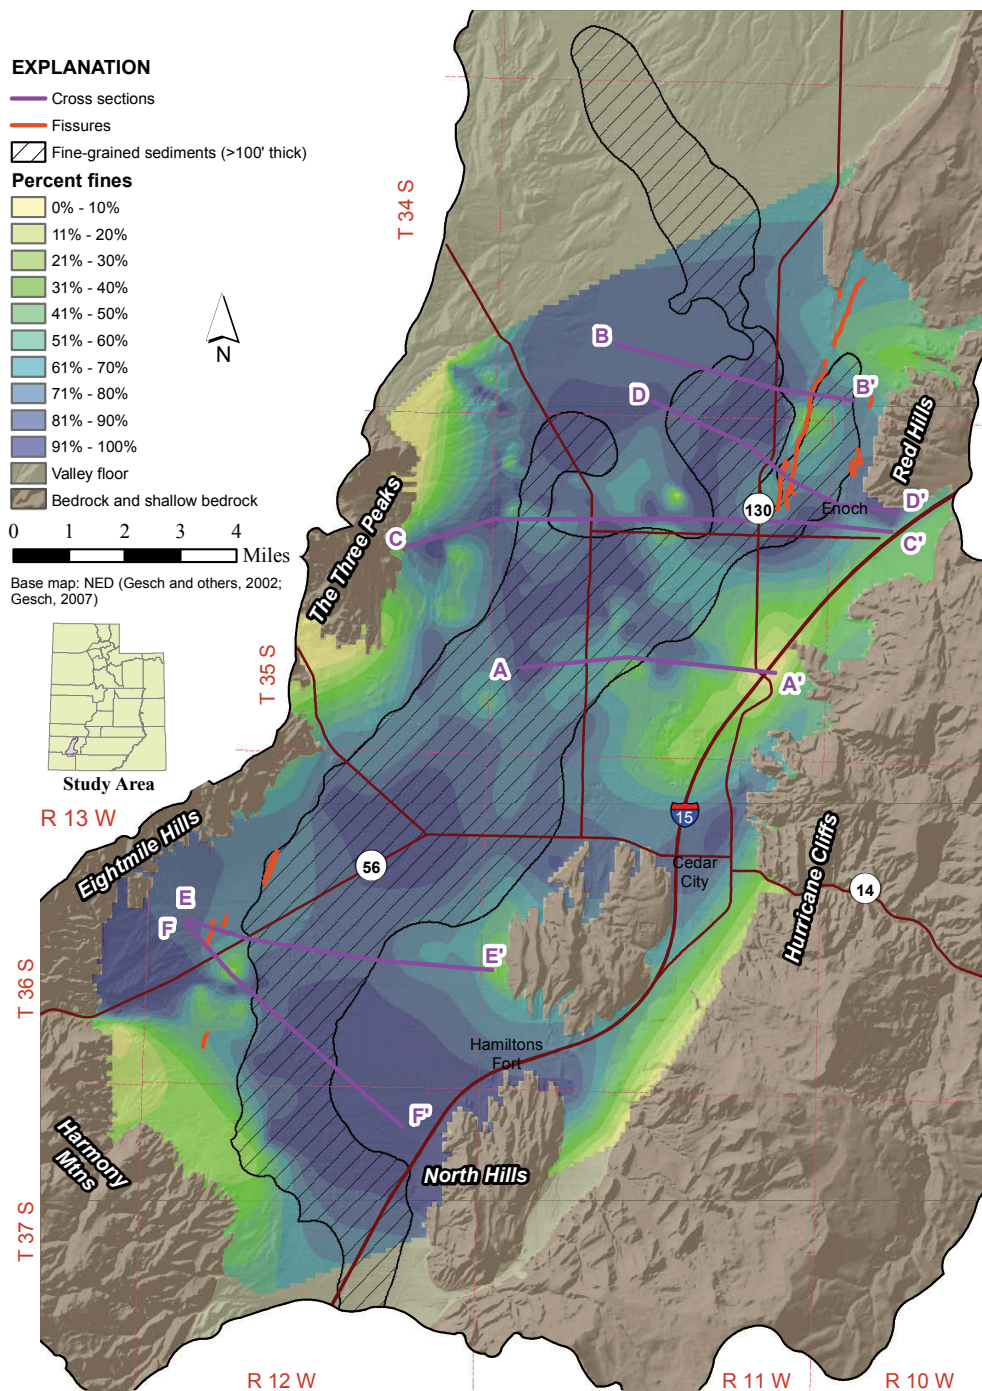 EXPLANATION
Cross sections
Fissures
Fine-grained sediments (>100' thick)
Percent fines
0% - 10%
11% - 20%
21% - 30%
31% - 40%
41% - 50%
51% - 60%
61% - 70%
71% - 80%
81% - 90%
91% - 100%
Valley floor
Bedrock and shallow bedrock
0 1 2 3 4 Miles
Base map: NED (Gesch and others, 2002;
Gesch, 2007)
Study Area
N
T 34 S
T 35 S
T 36 S
T 37 S
R 13 W
R 12 W
R 11 W
R 10 W
B
B'
D
D'
C
C'
A
A'
E
E'
F
F'
Red Hills
130
Enoch
The Three Peaks
15
Cedar
City
56
14
Eightmile Hills
Hurricane Cliffs
Hamiltons
Fort
North Hills
Harmony
Mtns